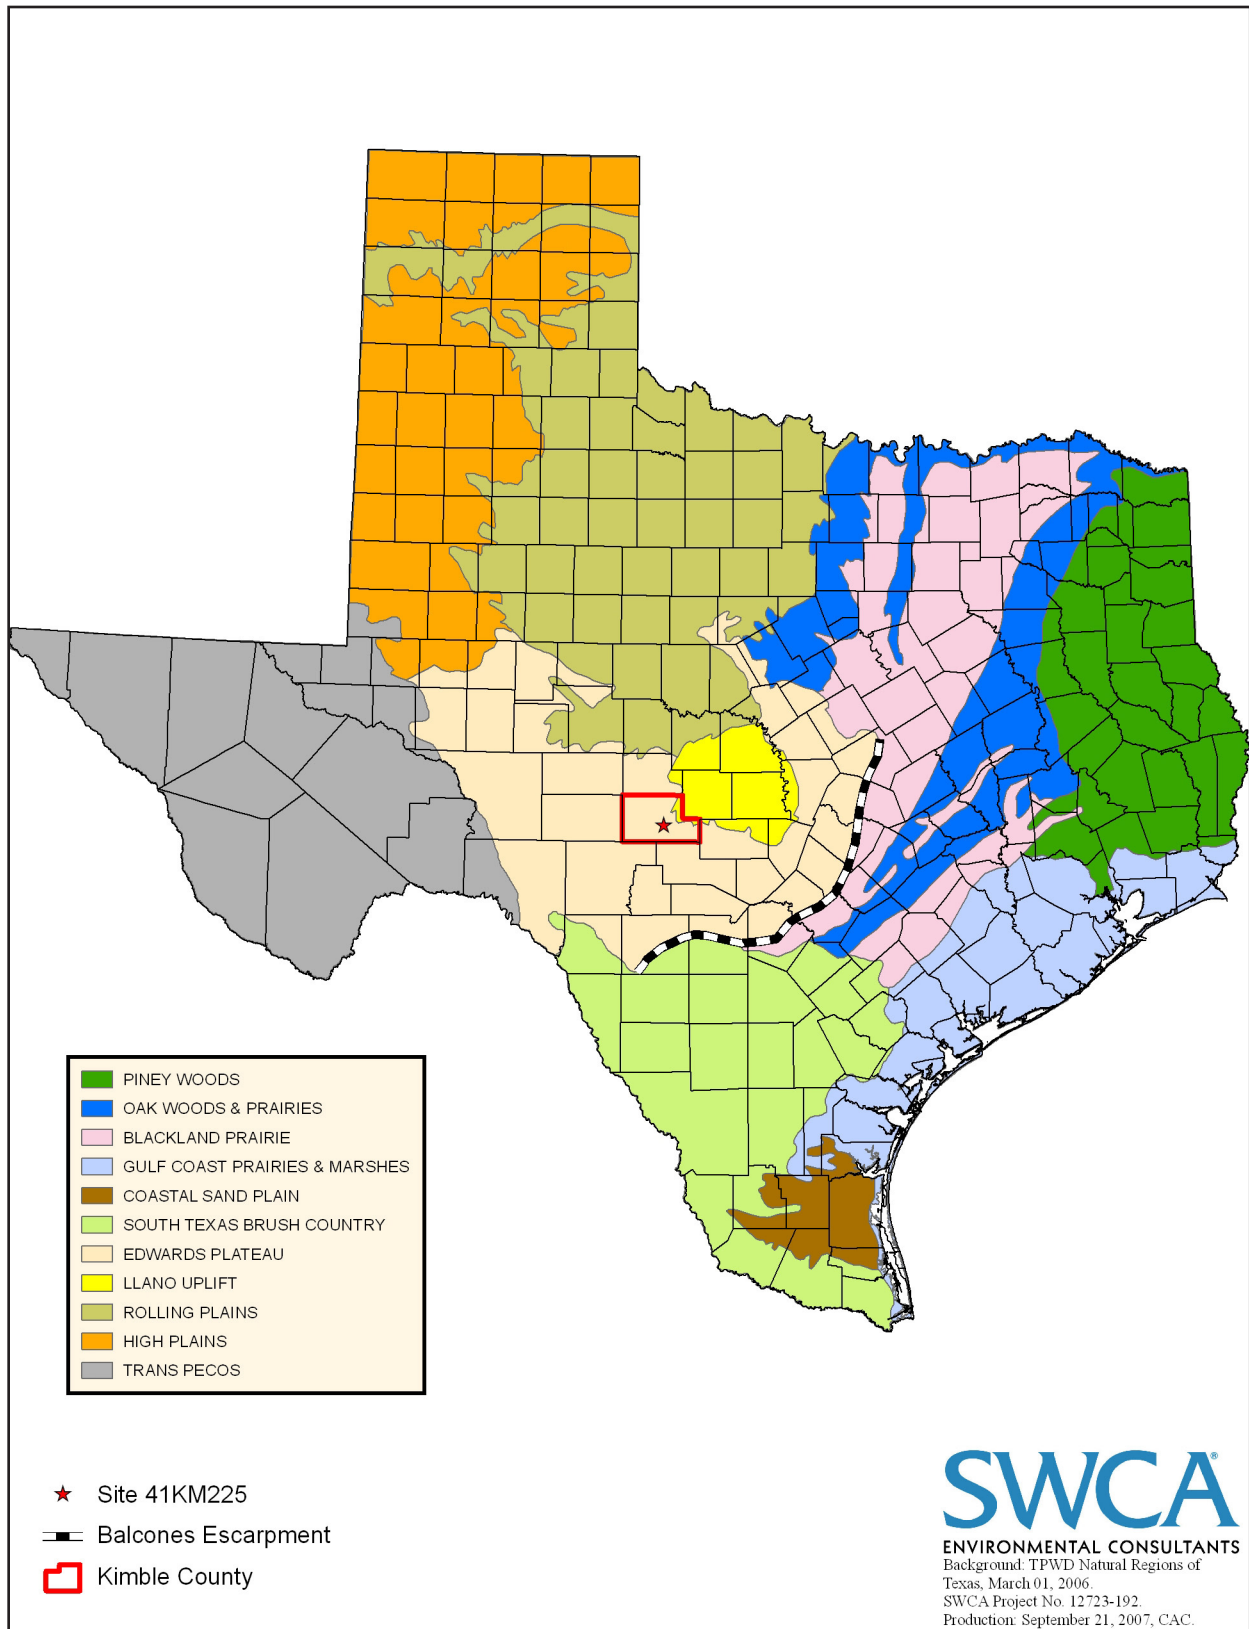 PINEY WOODS
OAK WOODS & PRAIRIES
BLACKLAND PRAIRIE
GULF COAST PRAIRIES & MARSHES
COASTAL SAND PLAIN
SOUTH TEXAS BRUSH COUNTRY
EDWARDS PLATEAU
LLANO UPLIFT
ROLLING PLAINS
HIGH PLAINS
TRANS PECOS
Site 41KM225
Balcones Escarpment
Kimble County
SWCA®
ENVIRONMENTAL CONSULTANTS
Background: TPWD Natural Regions of
Texas, March 01, 2006.
SWCA Project No. 12723-192.
Production: September 21, 2007, CAC.